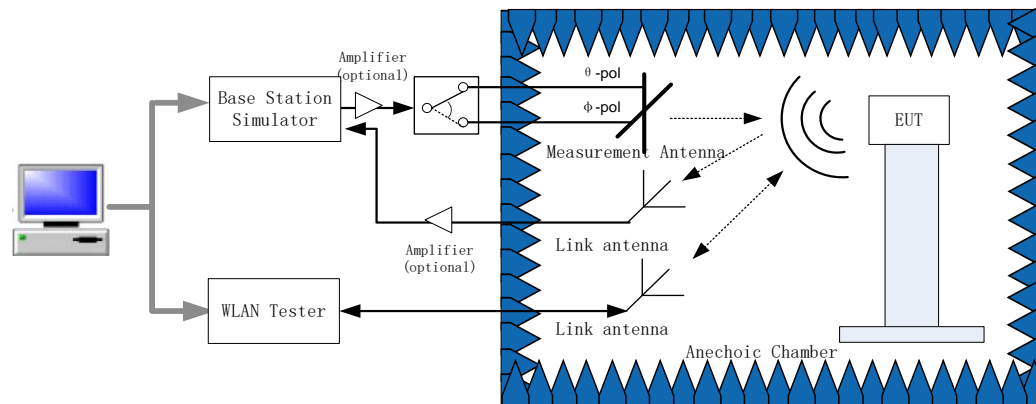 Amplifier
(optional)
Base Station
Simulator
θ-pol
ϕ-pol
EUT
Measurement Antenna
Amplifier
(optional)
Link antenna
WLAN Tester
Link antenna
Anechoic Chamber